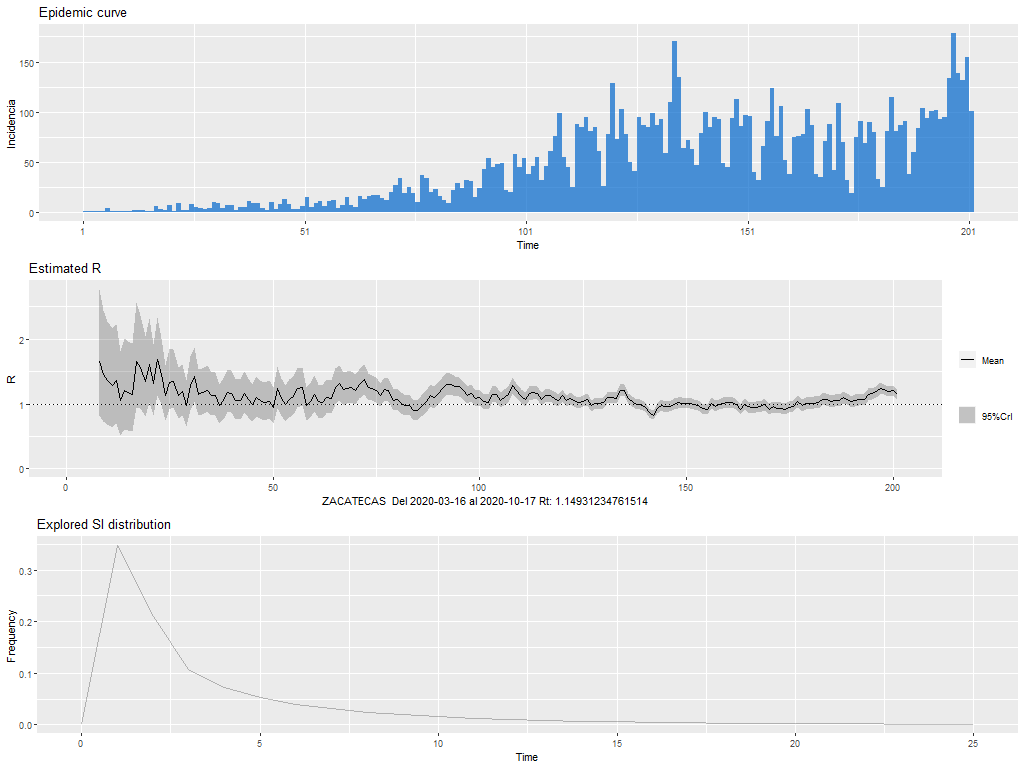 Epidemic curve
Incidencia
150
100
50
0
1
51
101
151
201
Time
Estimated R
R
2
1
0
0
50
100
150
200
Mean
95%CrI
ZACATECAS Del 2020-03-16 al 2020-10-17 Rt: 1.14931234761514
Explored SI distribution
Frequency
0.3
0.2
0.1
0.0
0
5
10
15
20
25
Time